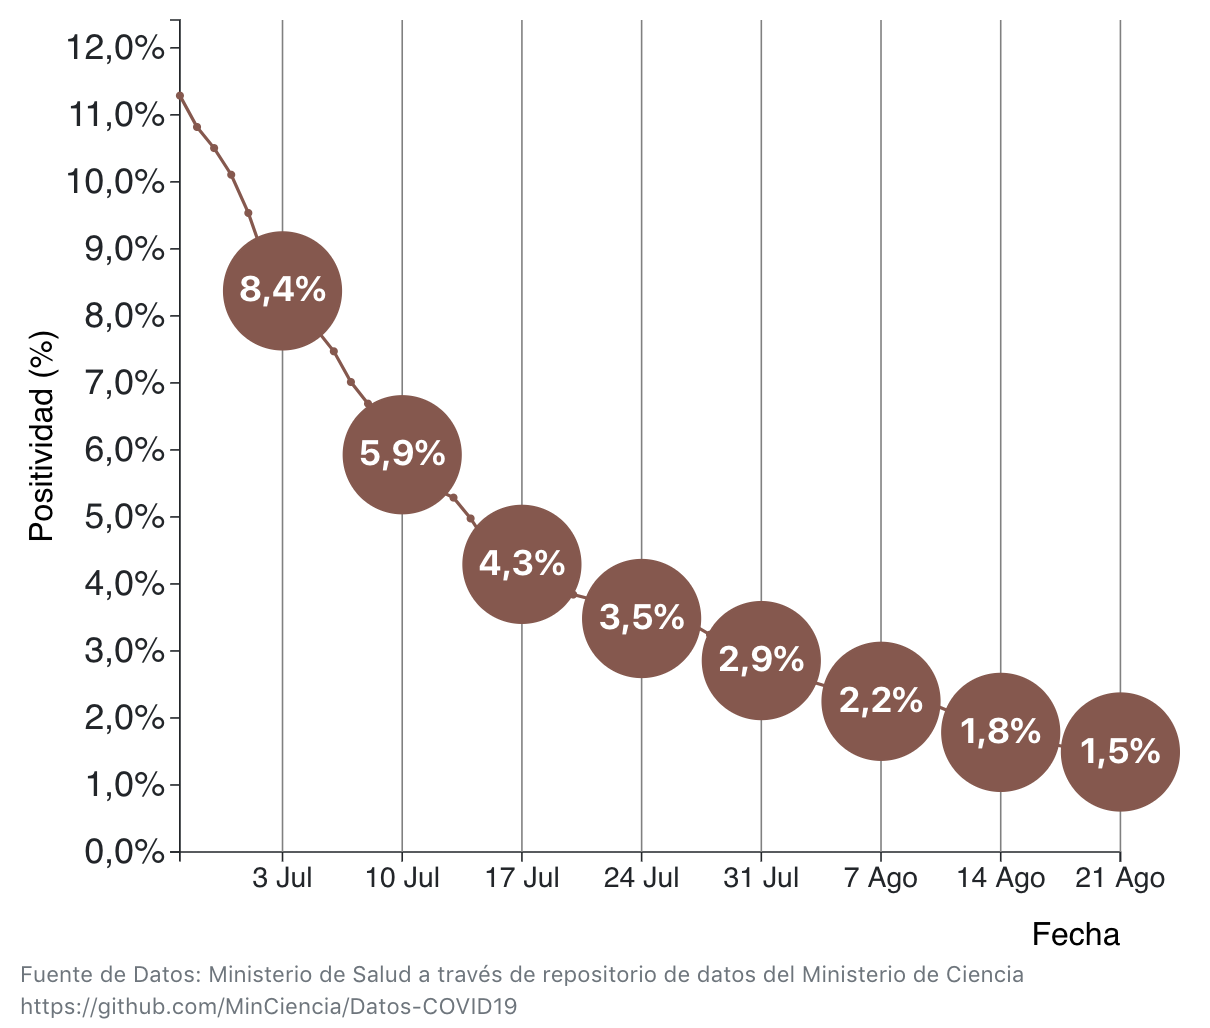 12,0%
11,0%
10,0%
9,0%
8,0%
7,0%
6,0%
5,0%
4,0%
3,0%
2,0%
1,0%
0,0%
Positividad (%)
8,4%
5,9%
4,3%
3,5%
2,9%
2,2%
1,8%
1,5%
3 Jul
10 Jul
17 Jul
24 Jul
31 Jul
7 Ago
14 Ago
21 Ago
Fecha
Fuente de Datos: Ministerio de Salud a través de repositorio de datos del Ministerio de Ciencia
https://github.com/MinCiencia/Datos-COVID19